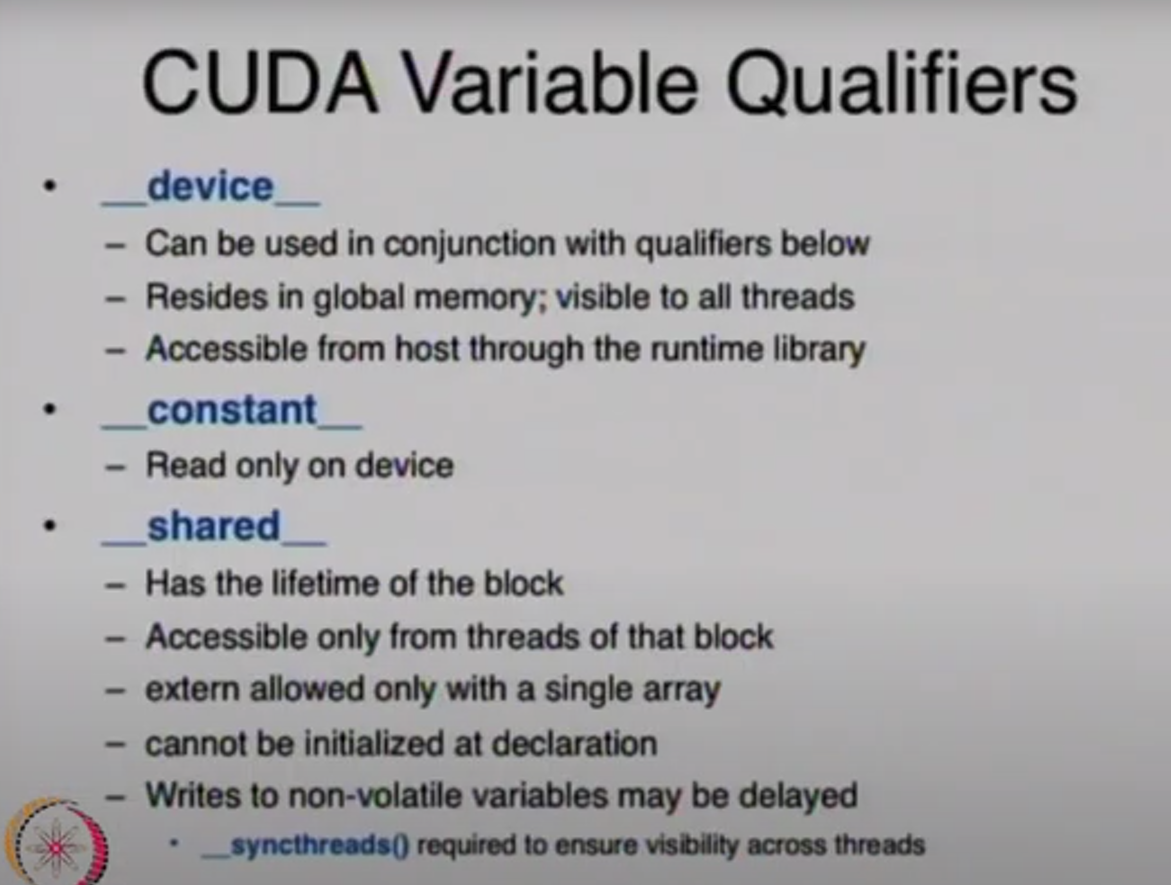 CUDA Variable Qualifiers
• __device__
– Can be used in conjunction with qualifiers below
– Resides in global memory; visible to all threads
– Accessible from host through the runtime library
• __constant__
– Read only on device
• __shared__
– Has the lifetime of the block
– Accessible only from threads of that block
– extern allowed only with a single array
– cannot be initialized at declaration
– Writes to non-volatile variables may be delayed
• __syncthreads() required to ensure visibility across threads